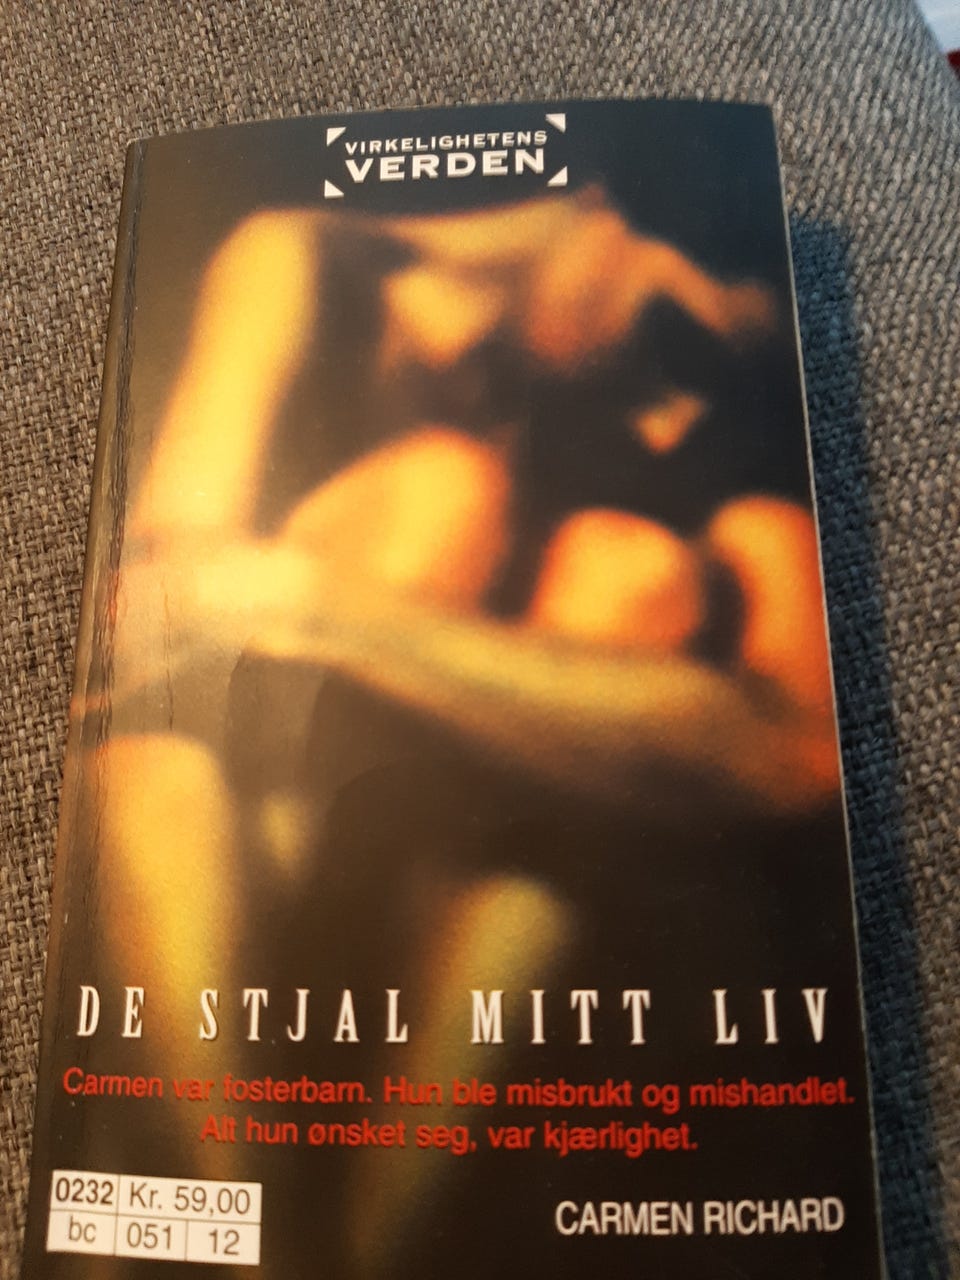 VIRKELIGHETENS
VERDEN
DE STJAL MITT LIV
Carmen var fosterbarn. Hun ble misbrukt og mishandlet.
Alt hun ønsket seg, var kjærlighet.
0232 Kr. 59,00
bc 051 12
CARMEN RICHARD